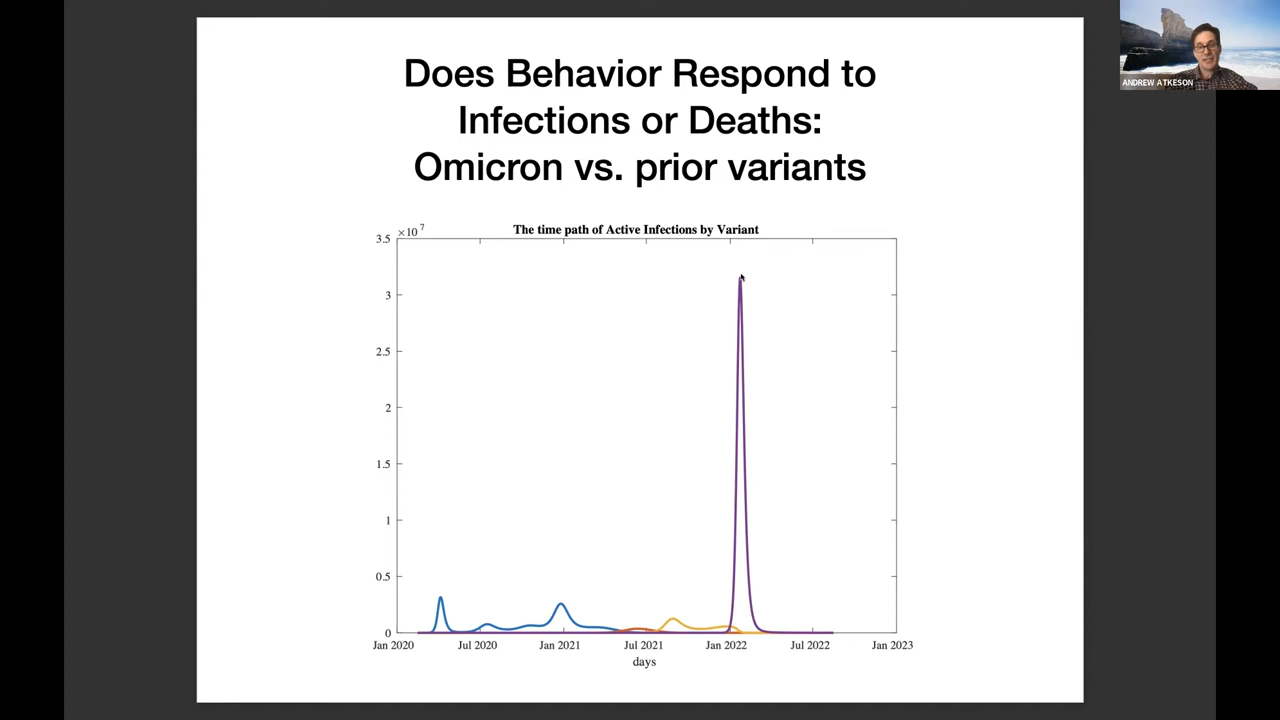 ANDREW ATKESON
Does Behavior Respond to
Infections or Deaths:
Omicron vs. prior variants
The time path of Active Infections by Variant
×10 7
3.5
3
2.5
2
1.5
1
0.5
0
Jan 2020 Jul 2020 Jan 2021 Jul 2021 Jan 2022 Jul 2022 Jan 2023
days